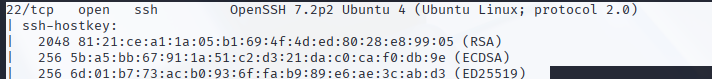 22/tcp   open   ssh         OpenSSH 7.2p2 Ubuntu 4 (Ubuntu Linux; protocol 2.0)
| ssh-hostkey:
|   2048 81:21:ce:a1:1a:05:b1:69:4f:4d:ed:80:28:e8:99:05 (RSA)
|   256 5b:a5:bb:67:91:1a:51:c2:d3:21:da:c0:ca:f0:db:9e (ECDSA)
|   256 6d:01:b7:73:ac:b0:93:6f:fa:b9:89:e6:ae:3c:ab:d3 (ED25519)